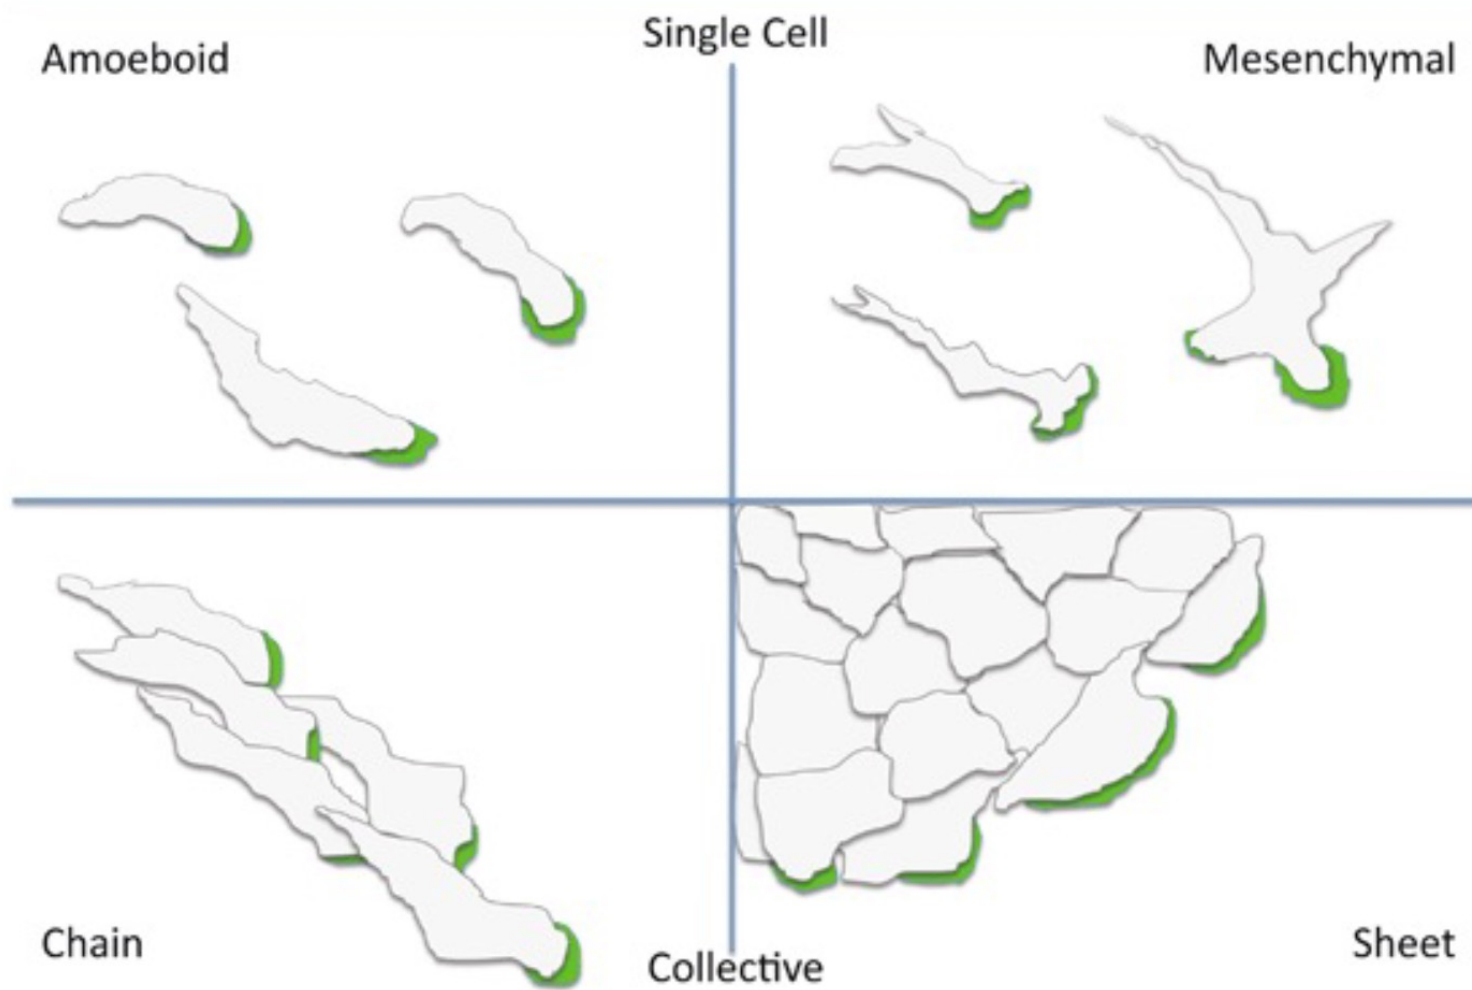 Single Cell
Amoeboid
Mesenchymal
Chain
Collective
Sheet